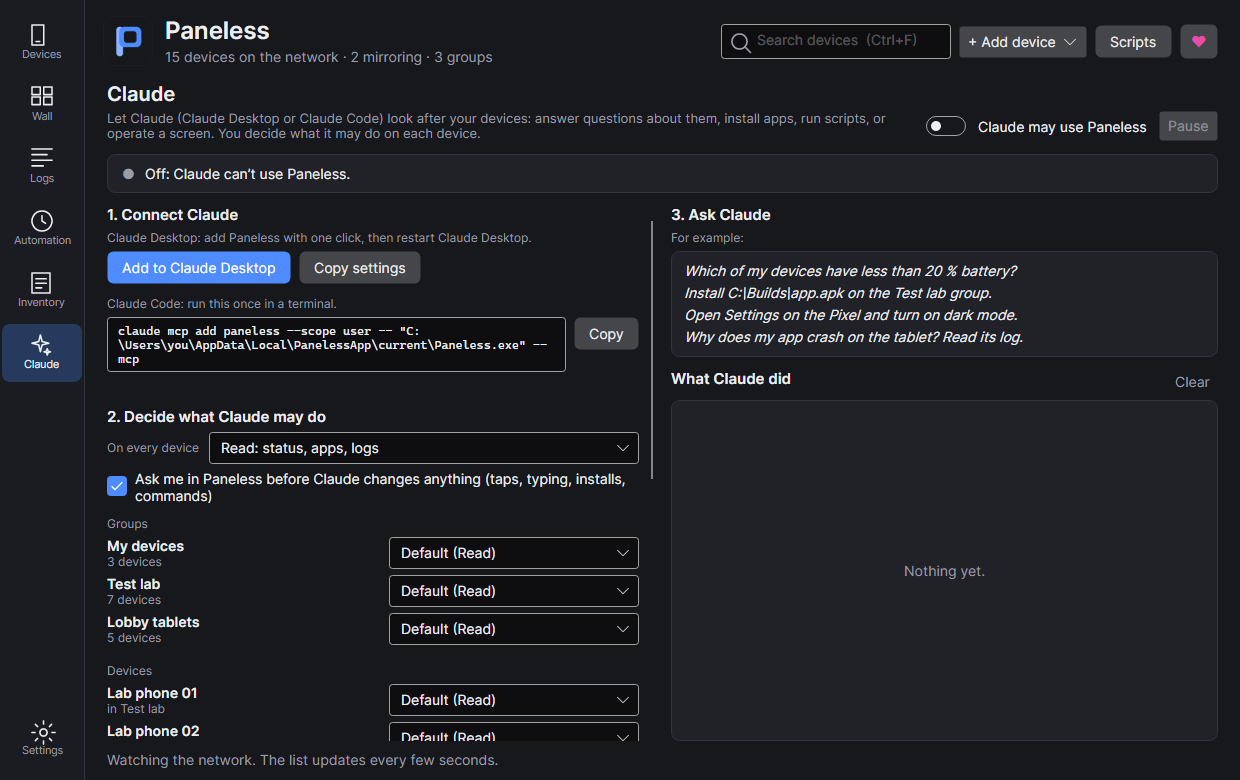 Devices
Wall
Logs
Automation
Inventory
Claude
Settings
Paneless
15 devices on the network · 2 mirroring · 3 groups
Search devices (Ctrl+F)
+ Add device
Scripts
Claude
Let Claude (Claude Desktop or Claude Code) look after your devices: answer questions about them, install apps, run scripts, or
operate a screen. You decide what it may do on each device.
Claude may use Paneless
Pause
Off: Claude can’t use Paneless.
1. Connect Claude
Claude Desktop: add Paneless with one click, then restart Claude Desktop.
Add to Claude Desktop
Copy settings
Claude Code: run this once in a terminal.
claude mcp add paneless --scope user -- "C:
\Users\you\AppData\Local\PanelessApp\current\Paneless.exe" --
mcp
Copy
2. Decide what Claude may do
On every device
Read: status, apps, logs
Ask me in Paneless before Claude changes anything (taps, typing, installs,
commands)
Groups
My devices
3 devices
Default (Read)
Test lab
7 devices
Default (Read)
Lobby tablets
5 devices
Default (Read)
Devices
Lab phone 01
in Test lab
Default (Read)
Lab phone 02
Default (Read)
3. Ask Claude
For example:
Which of my devices have less than 20 % battery?
Install C:\Builds\app.apk on the Test lab group.
Open Settings on the Pixel and turn on dark mode.
Why does my app crash on the tablet? Read its log.
What Claude did
Clear
Nothing yet.
Watching the network. The list updates every few seconds.